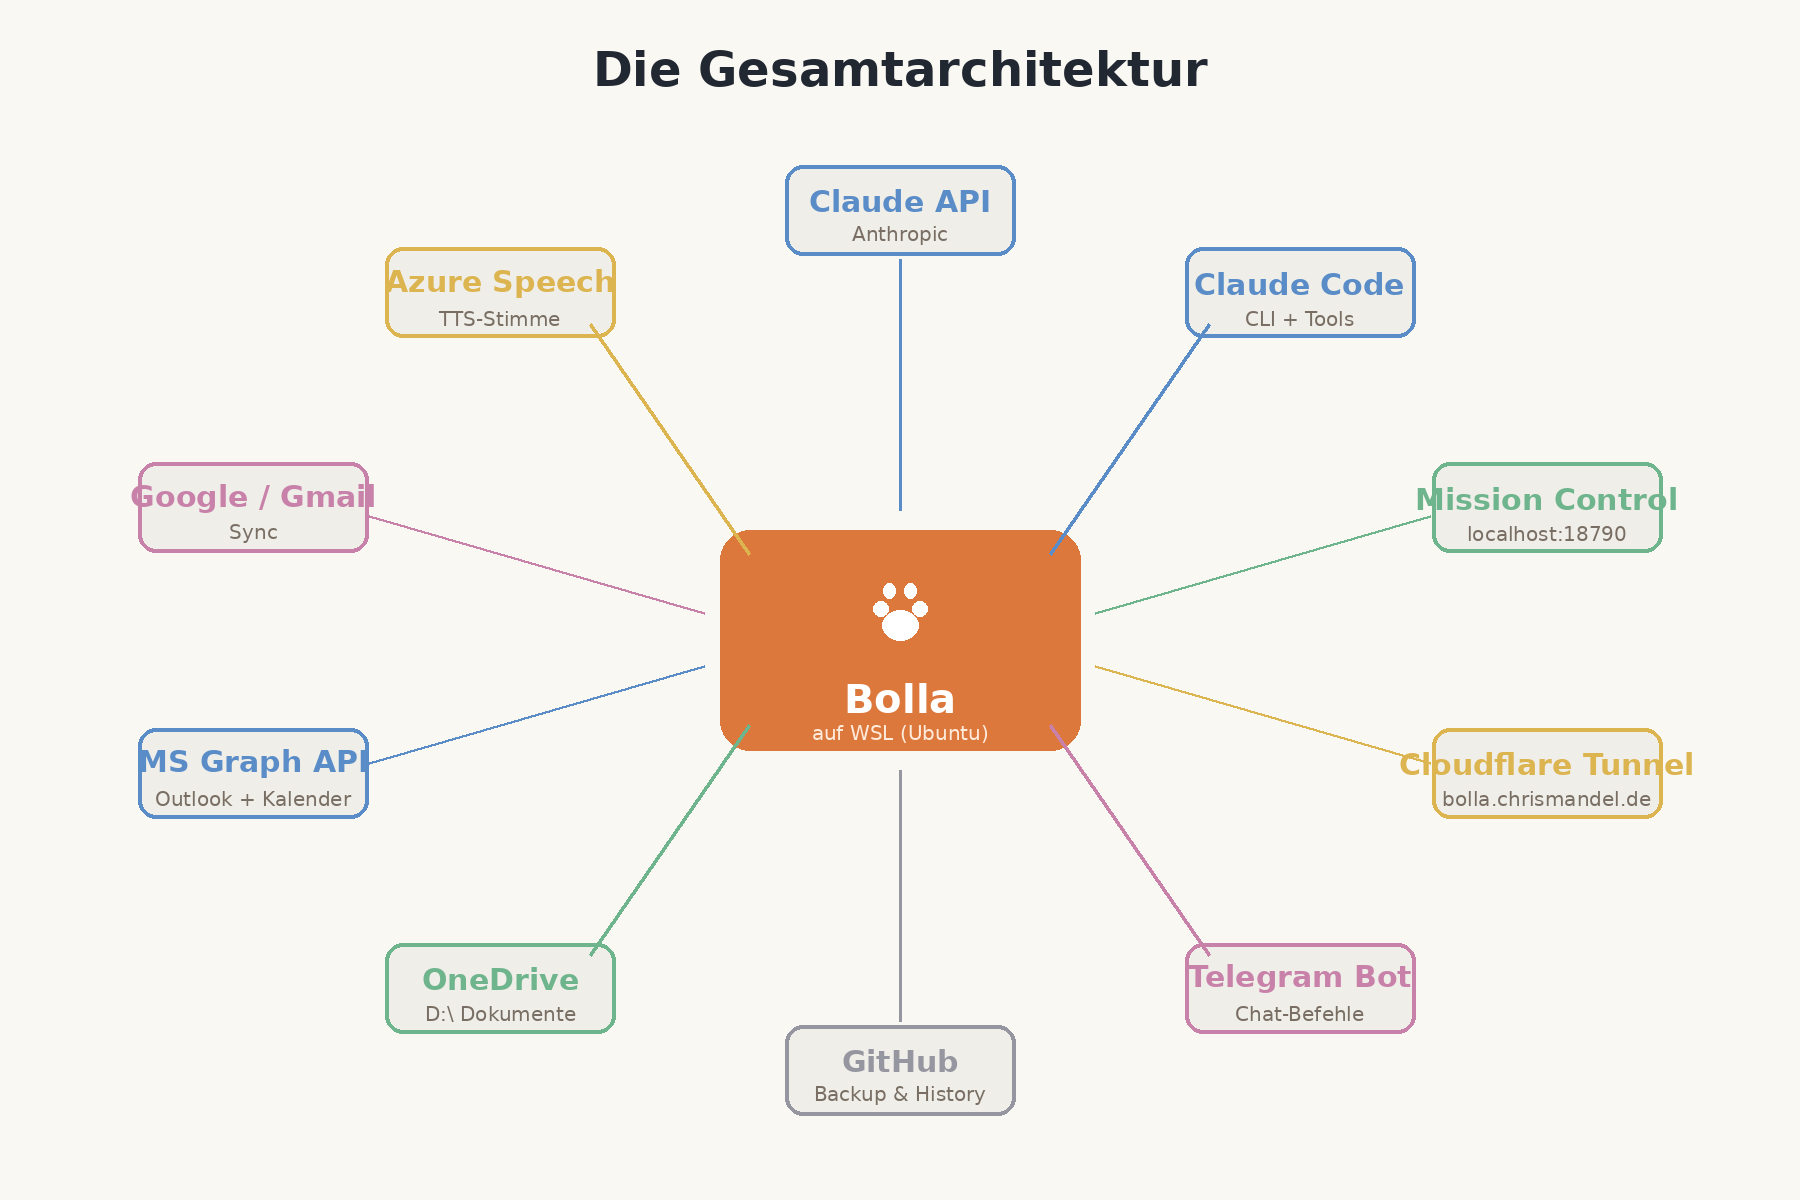 Die Gesamtarchitektur
Claude API
Anthropic
Azure Speech
TTS-Stimme
Claude Code
CLI + Tools
Google / Gmail
Sync
Mission Control
localhost:18790
Bolla
auf WSL (Ubuntu)
MS Graph API
Outlook + Kalender
Cloudflare Tunnel
bolla.chrismandel.de
OneDrive
D:\ Dokumente
Telegram Bot
Chat-Befehle
GitHub
Backup & History